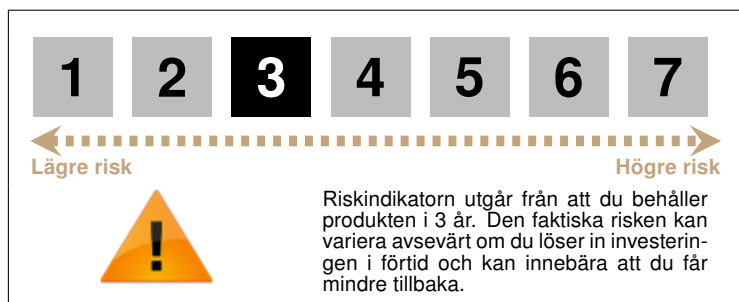 1 2 3 4 5 6 7
Lägre risk Högre risk
!
Riskindikatorn utgår från att du behåller
produkten i 3 år. Den faktiska risken kan
variera avsevärt om du löser in investerin-
gen i förtid och kan innebära att du får
mindre tillbaka.